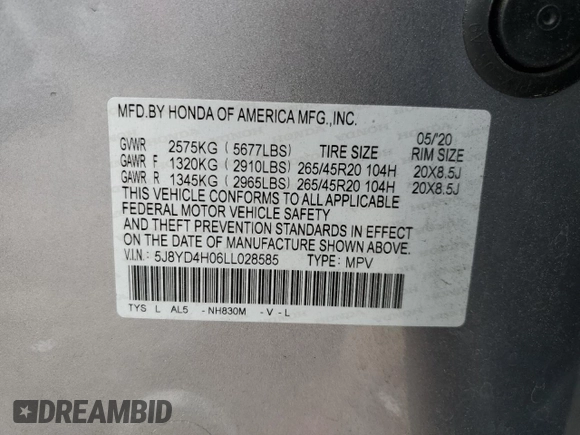 MFD.BY HONDA OF AMERICA MFG.,INC.
05/'20
GVWR 2575KG ( 5677LBS) TIRE SIZE RIM SIZE
GAWR F 1320KG ( 2910LBS) 265/45R20 104H 20X8.5J
GAWR R 1345KG ( 2965LBS) 265/45R20 104H 20X8.5J
THIS VEHICLE CONFORMS TO ALL APPLICABLE
FEDERAL MOTOR VEHICLE SAFETY
AND THEFT PREVENTION STANDARDS IN EFFECT
ON THE DATE OF MANUFACTURE SHOWN ABOVE.
V.I.N.: 5J8YD4H06LL028585 TYPE: MPV
TYS L AL5 - NH830M - V - L
DREAMBID